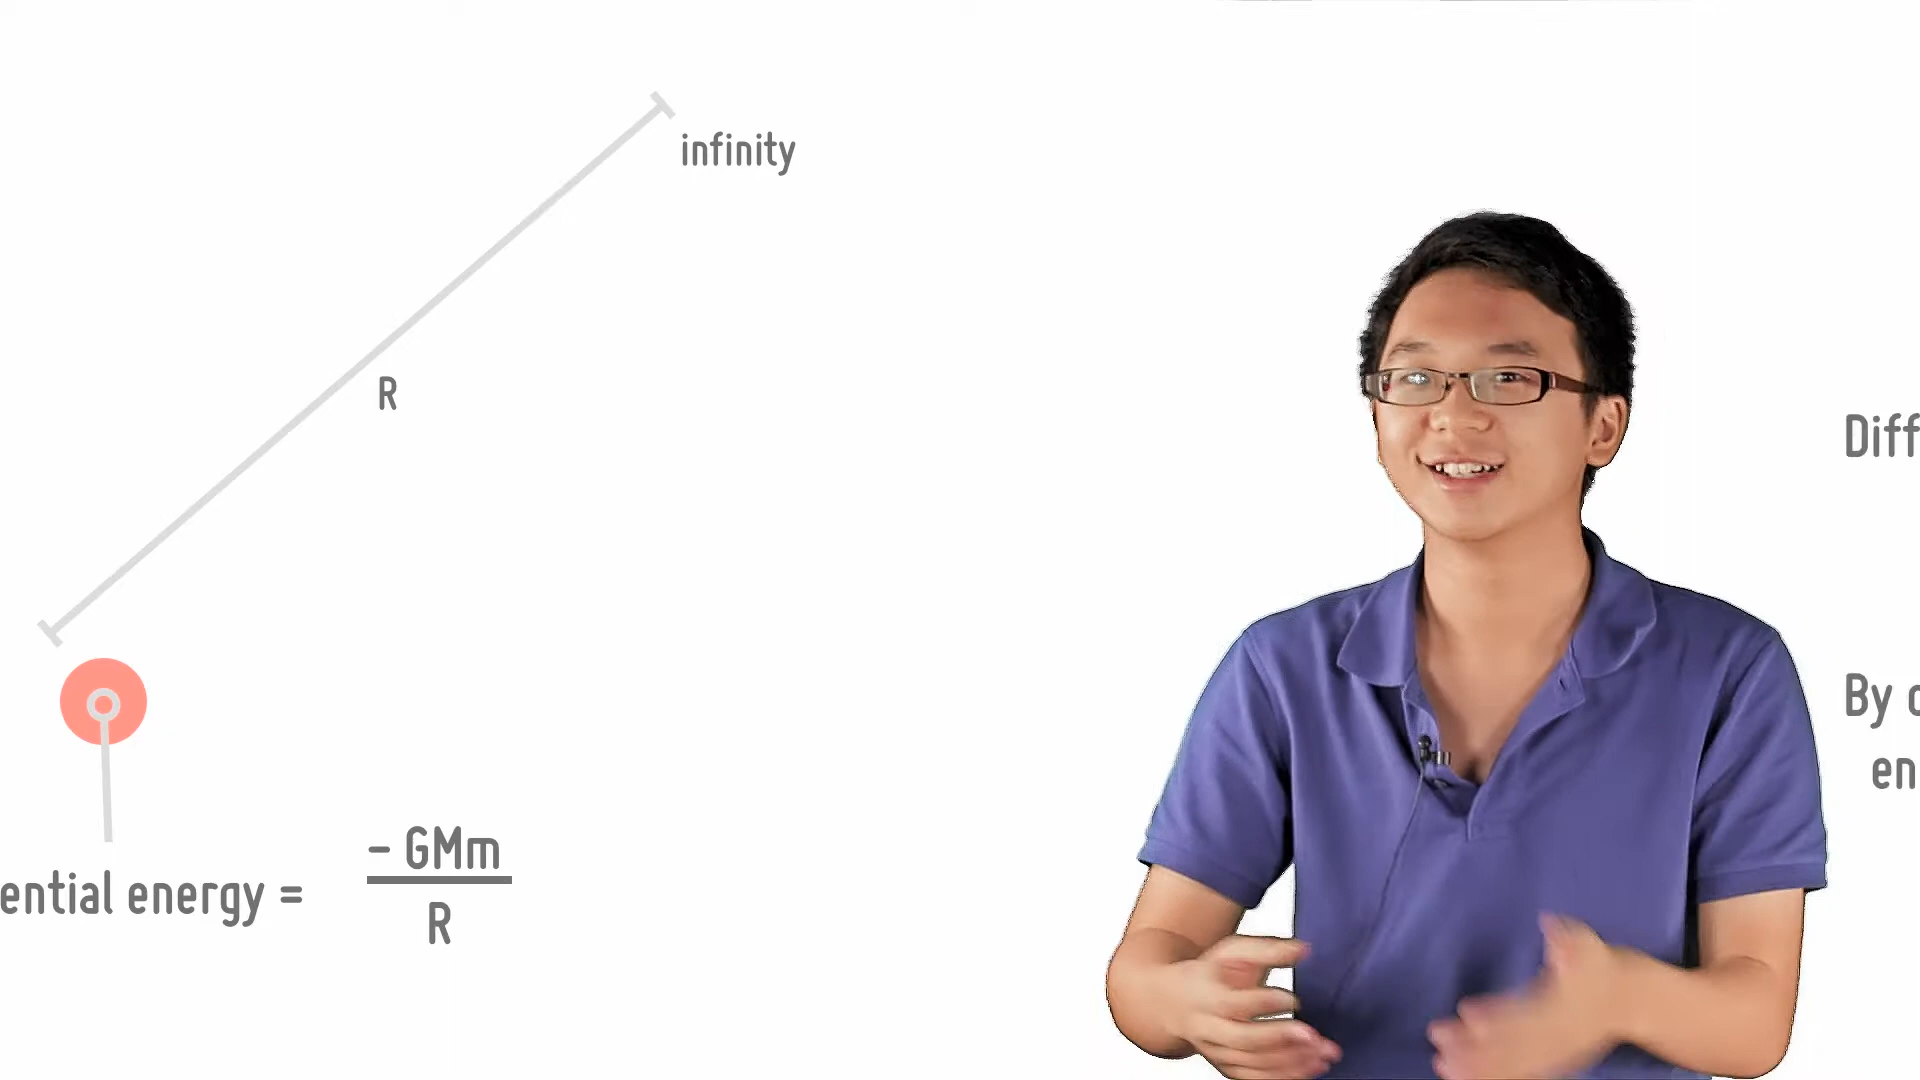 infinity
R
Diff
By c
en
ential energy =
- GMm
R